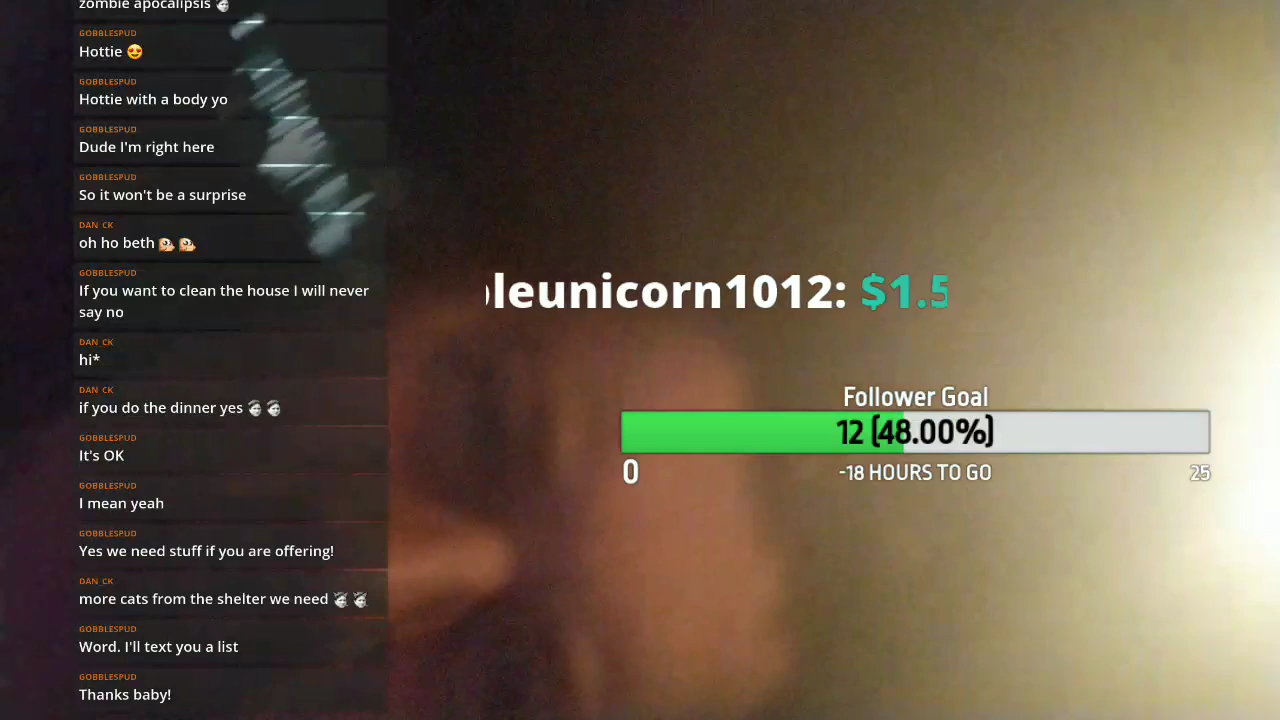 zombie apocalipsis
GOBBLESPUD
Hottie 😍
GOBBLESPUD
Hottie with a body yo
GOBBLESPUD
Dude I'm right here
GOBBLESPUD
So it won't be a surprise
DAN_CK
oh ho beth
GOBBLESPUD
If you want to clean the house I will never
say no
DAN_CK
hi*
DAN_CK
if you do the dinner yes
GOBBLESPUD
It's OK
GOBBLESPUD
I mean yeah
GOBBLESPUD
Yes we need stuff if you are offering!
DAN_CK
more cats from the shelter we need
GOBBLESPUD
Word. I'll text you a list
GOBBLESPUD
Thanks baby!
leunicorn1012: $1.5
Follower Goal
12 (48.00%)
0 -18 HOURS TO GO 25